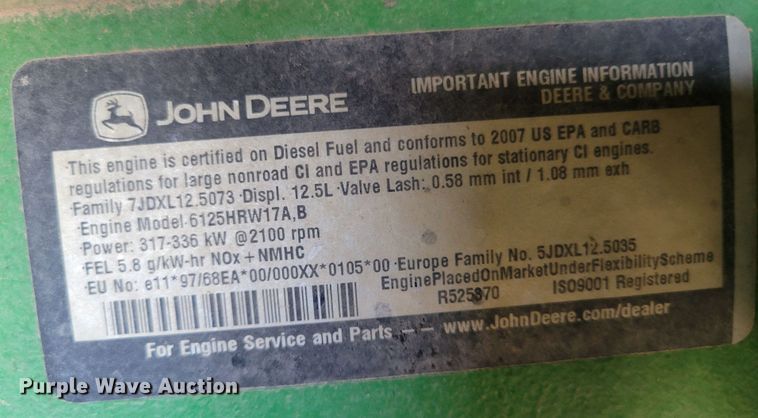 JOHN DEERE
IMPORTANT ENGINE INFORMATION
DEERE & COMPANY
This engine is certified on Diesel Fuel and conforms to 2007 US EPA and CARB
regulations for large nonroad CI and EPA regulations for stationary CI engines.
Family 7JDXL12.5073 Displ. 12.5L Valve Lash: 0.58 mm int / 1.08 mm exh
Engine Model 6125HRW17A,B
Power: 317-336 kW @2100 rpm
FEL 5.8 g/kW-hr NOx + NMHC
EU No: e11*97/68EA*00/000XX*0105*00 Europe Family No. 5JDXL12.5035
EnginePlacedOnMarketUnderFlexibilityScheme
R525370 ISO9001 Registered
For Engine Service and Parts -- www.JohnDeere.com/dealer
Purple Wave Auction